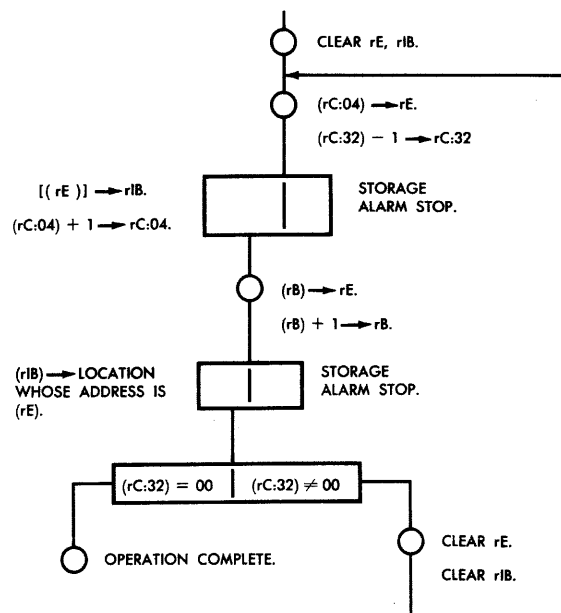 CLEAR rE, rIB.
(rC:04) → rE.
(rC:32) − 1 → rC:32
[( rE )] → rIB.
(rC:04) + 1 → rC:04.
STORAGE
ALARM STOP.
(rB) → rE.
(rB) + 1 → rB.
(rIB) → LOCATION
WHOSE ADDRESS IS
(rE).
STORAGE
ALARM STOP.
(rC:32) = 00
(rC:32) ≠ 00
OPERATION COMPLETE.
CLEAR rE.
CLEAR rIB.